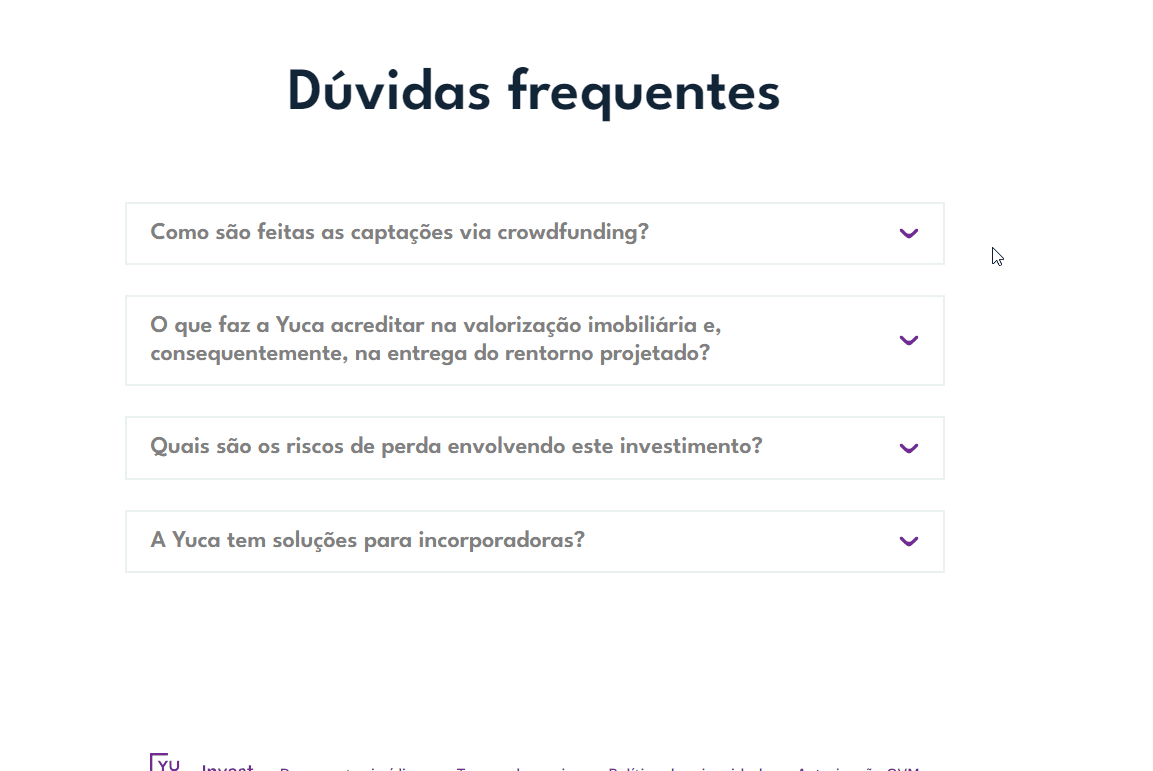 Dúvidas frequentes
Como são feitas as captações via crowdfunding?
O que faz a Yuca acreditar na valorização imobiliária e,
consequentemente, na entrega do rentorno projetado?
Quais são os riscos de perda envolvendo este investimento?
A Yuca tem soluções para incorporadoras?
YU Invest